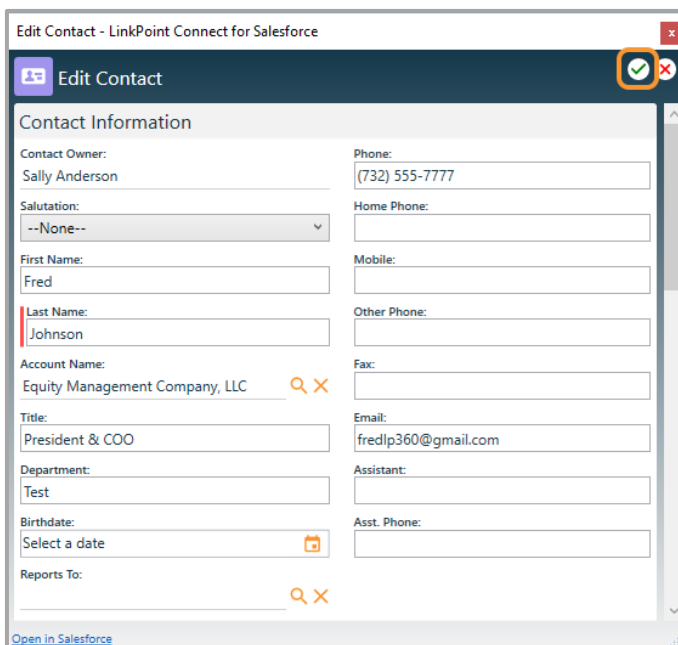 Edit Contact - LinkPoint Connect for Salesforce
x
Edit Contact
Contact Information
Contact Owner:
Sally Anderson
Phone:
(732) 555-7777
Salutation:
--None--
Home Phone:
First Name:
Fred
Mobile:
Last Name:
Johnson
Other Phone:
Account Name:
Equity Management Company, LLC
Fax:
Title:
President & COO
Email:
fredlp360@gmail.com
Department:
Test
Assistant:
Birthdate:
Select a date
Asst. Phone:
Reports To:
Open in Salesforce